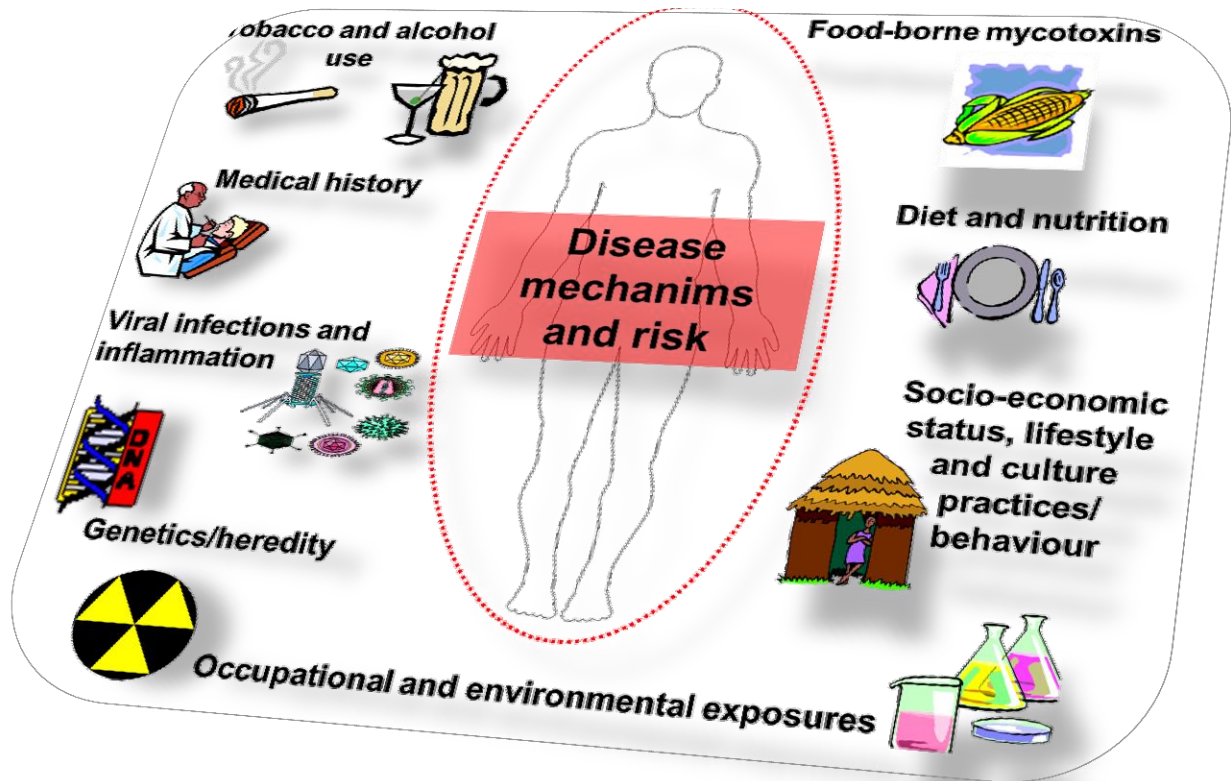 obacco and alcohol
use
Food-borne mycotoxins
Medical history
Diet and nutrition
Disease
mechanims
and risk
Viral infections and
inflammation
Socio-economic
status, lifestyle
and culture
practices/
behaviour
DNA
Genetics/heredity
Occupational and environmental exposures